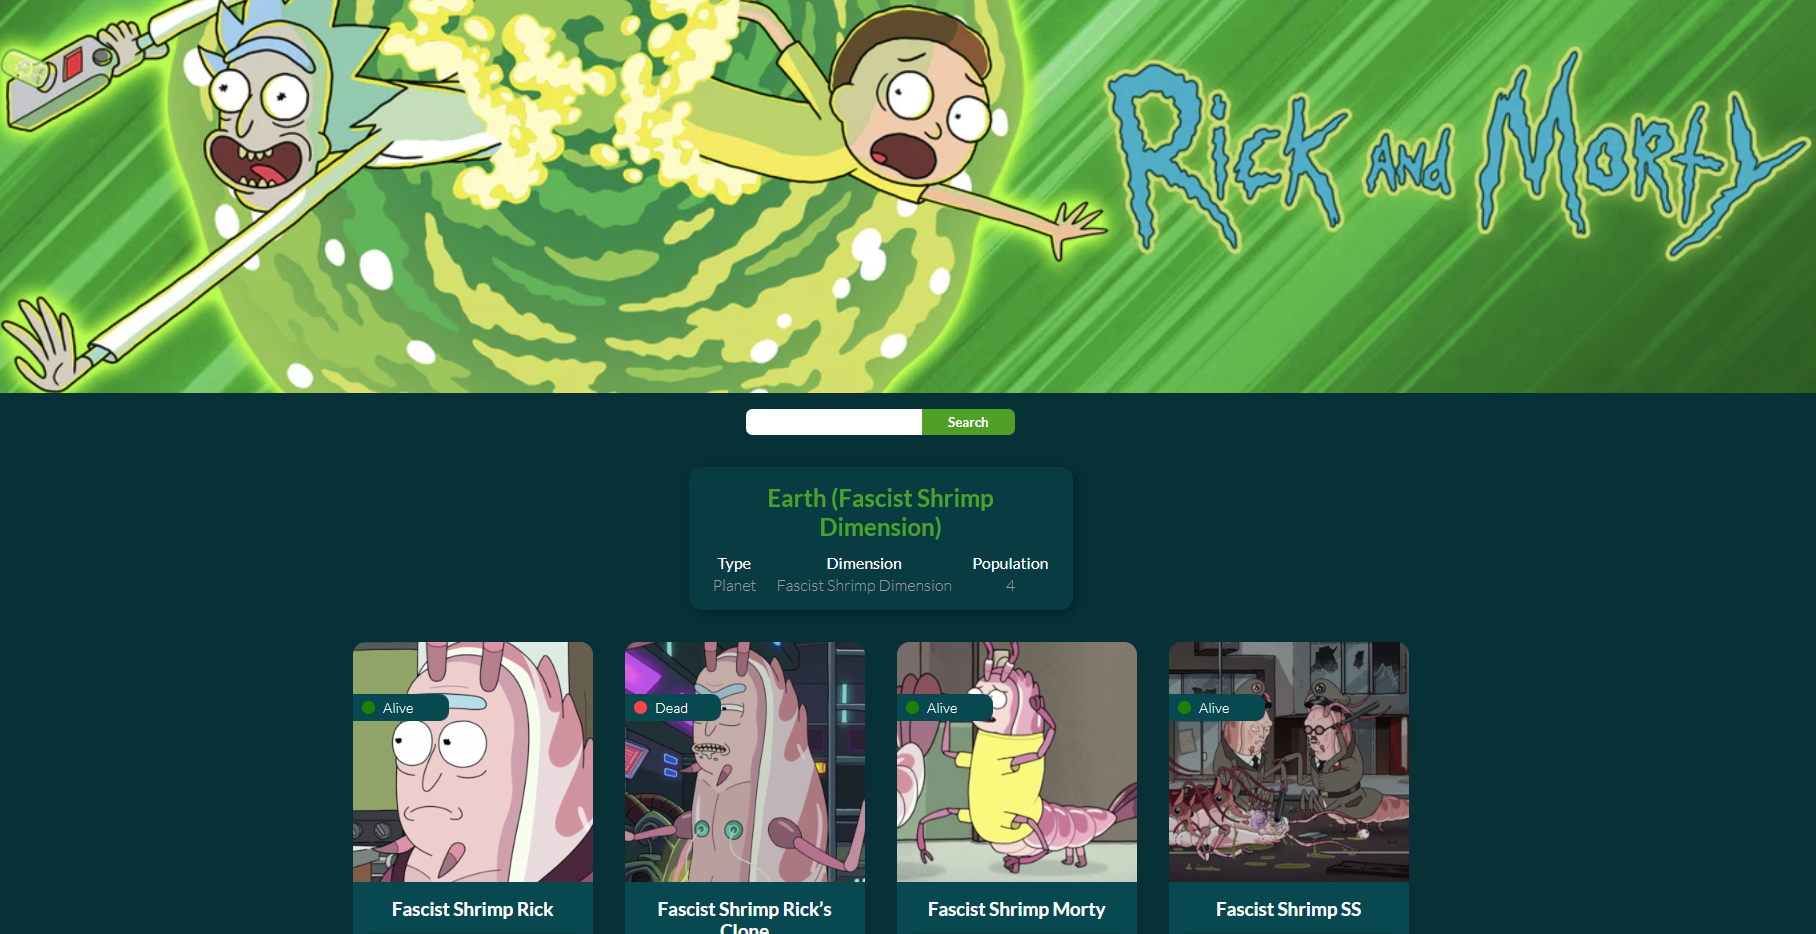 Rick and Morty
Search
Earth (Fascist Shrimp
Dimension)
Type Dimension Population
Planet Fascist Shrimp Dimension 4
Alive Dead Alive Alive
Fascist Shrimp Rick Fascist Shrimp Rick’s Fascist Shrimp Morty Fascist Shrimp SS
Clone